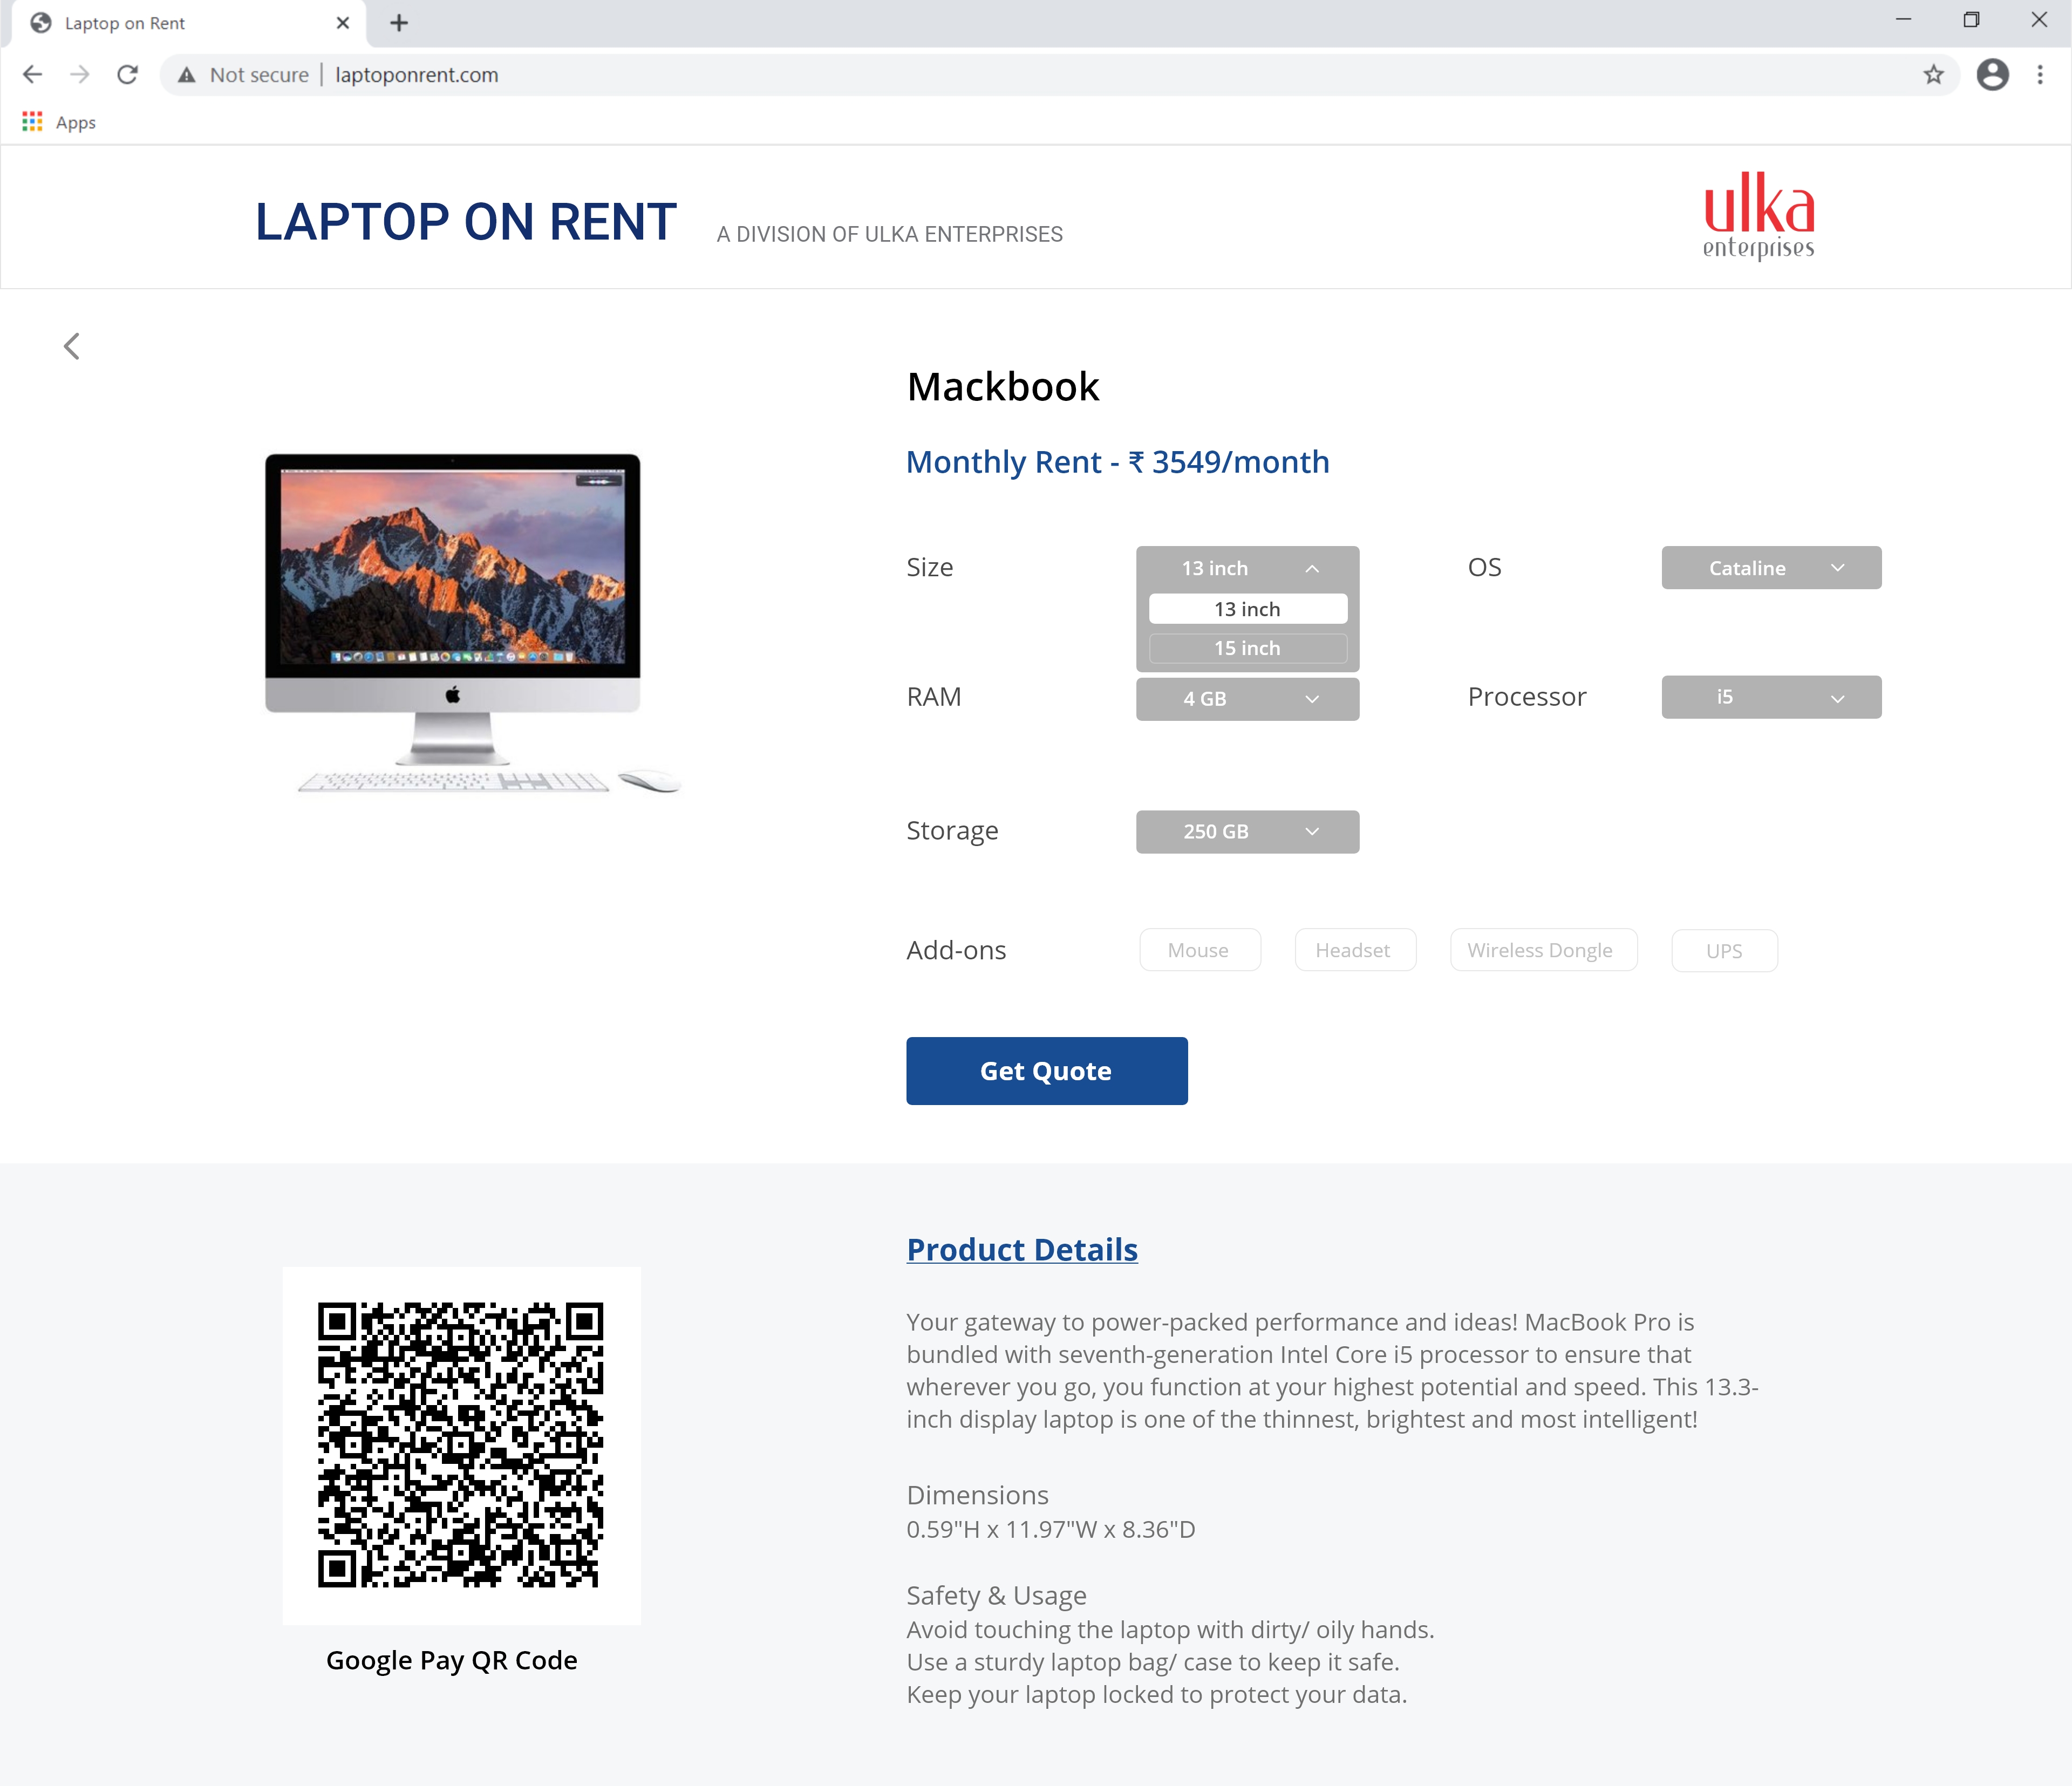 Laptop on Rent
Not secure | laptoponrent.com
Apps
LAPTOP ON RENT A DIVISION OF ULKA ENTERPRISES
ulka
enterprises
Mackbook
Monthly Rent - ₹ 3549/month
Size 13 inch OS Cataline
13 inch
15 inch
RAM 4 GB Processor i5
Storage 250 GB
Add-ons Mouse Headset Wireless Dongle UPS
Get Quote
Product Details
Your gateway to power-packed performance and ideas! MacBook Pro is
bundled with seventh-generation Intel Core i5 processor to ensure that
wherever you go, you function at your highest potential and speed. This 13.3-
inch display laptop is one of the thinnest, brightest and most intelligent!
Dimensions
0.59"H x 11.97"W x 8.36"D
Safety & Usage
Avoid touching the laptop with dirty/ oily hands.
Use a sturdy laptop bag/ case to keep it safe.
Keep your laptop locked to protect your data.
Google Pay QR Code